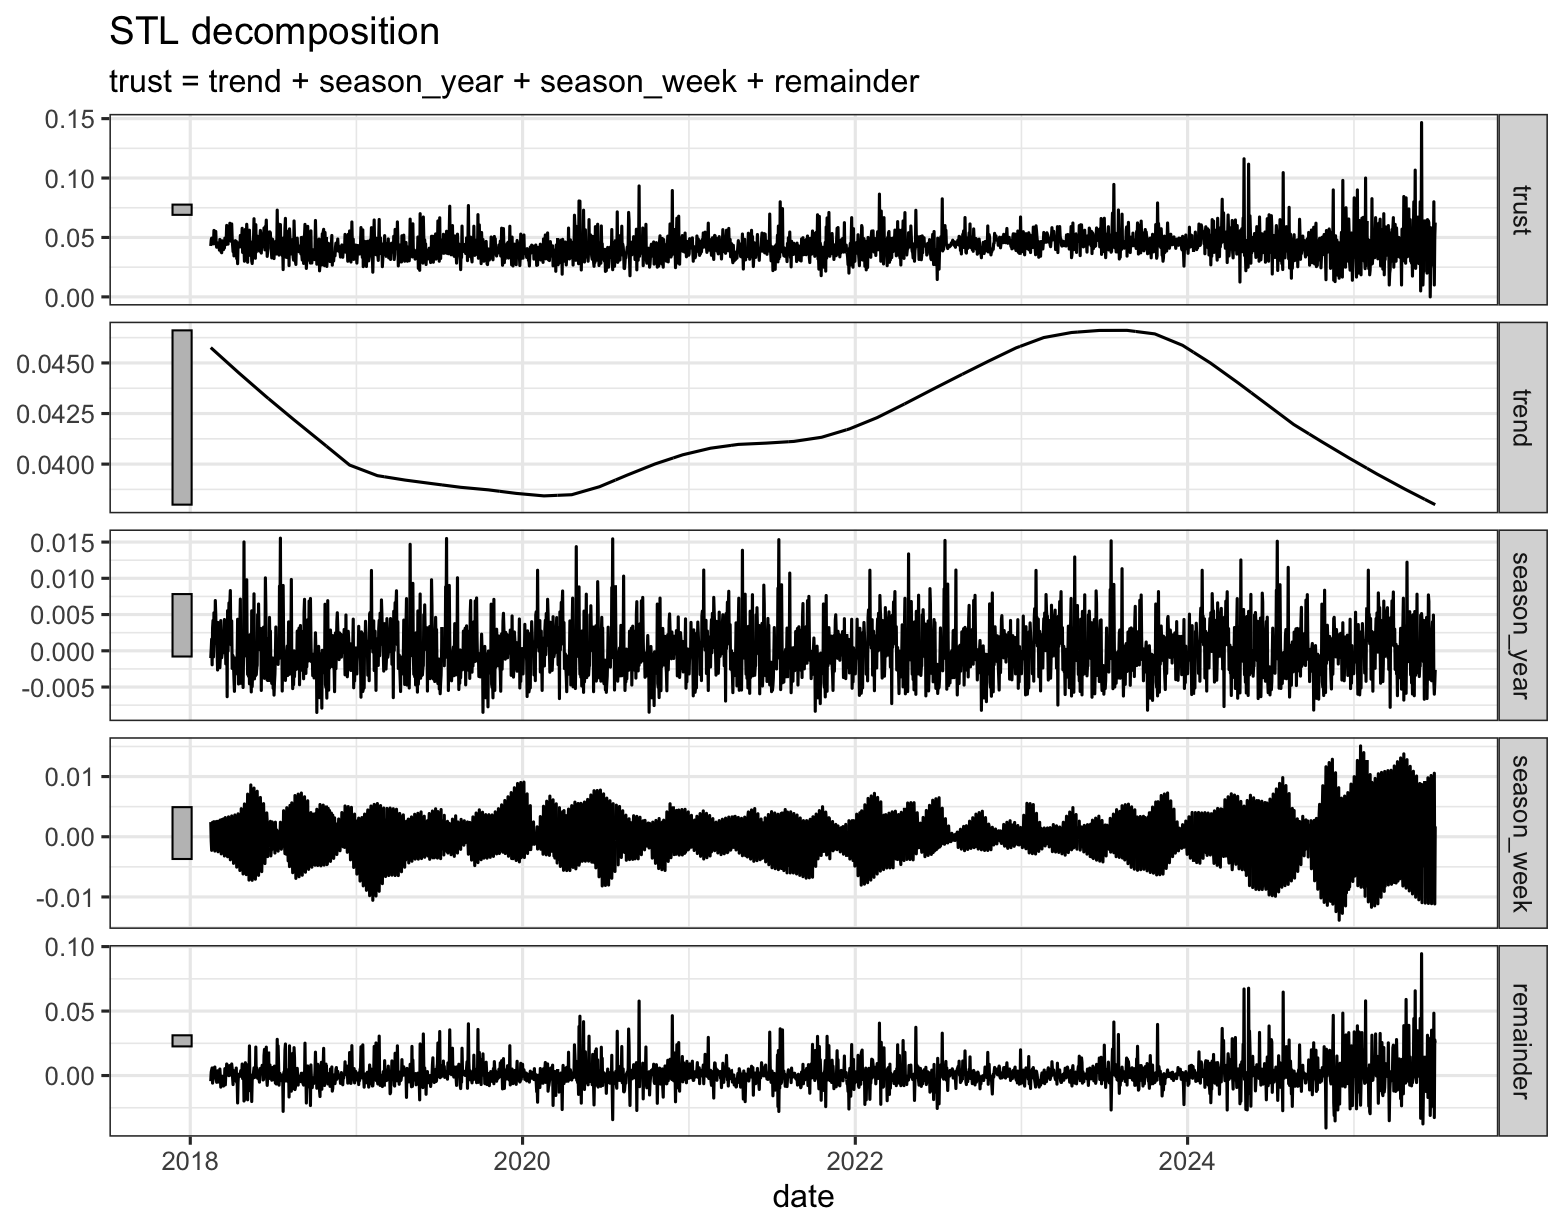 STL decomposition
trust = trend + season_year + season_week + remainder
0.15
0.10
0.05
0.00
trust
0.0450
0.0425
0.0400
trend
0.015
0.010
0.005
0.000
-0.005
season_year
0.01
0.00
-0.01
season_week
0.10
0.05
0.00
remainder
2018 2020 2022 2024
date